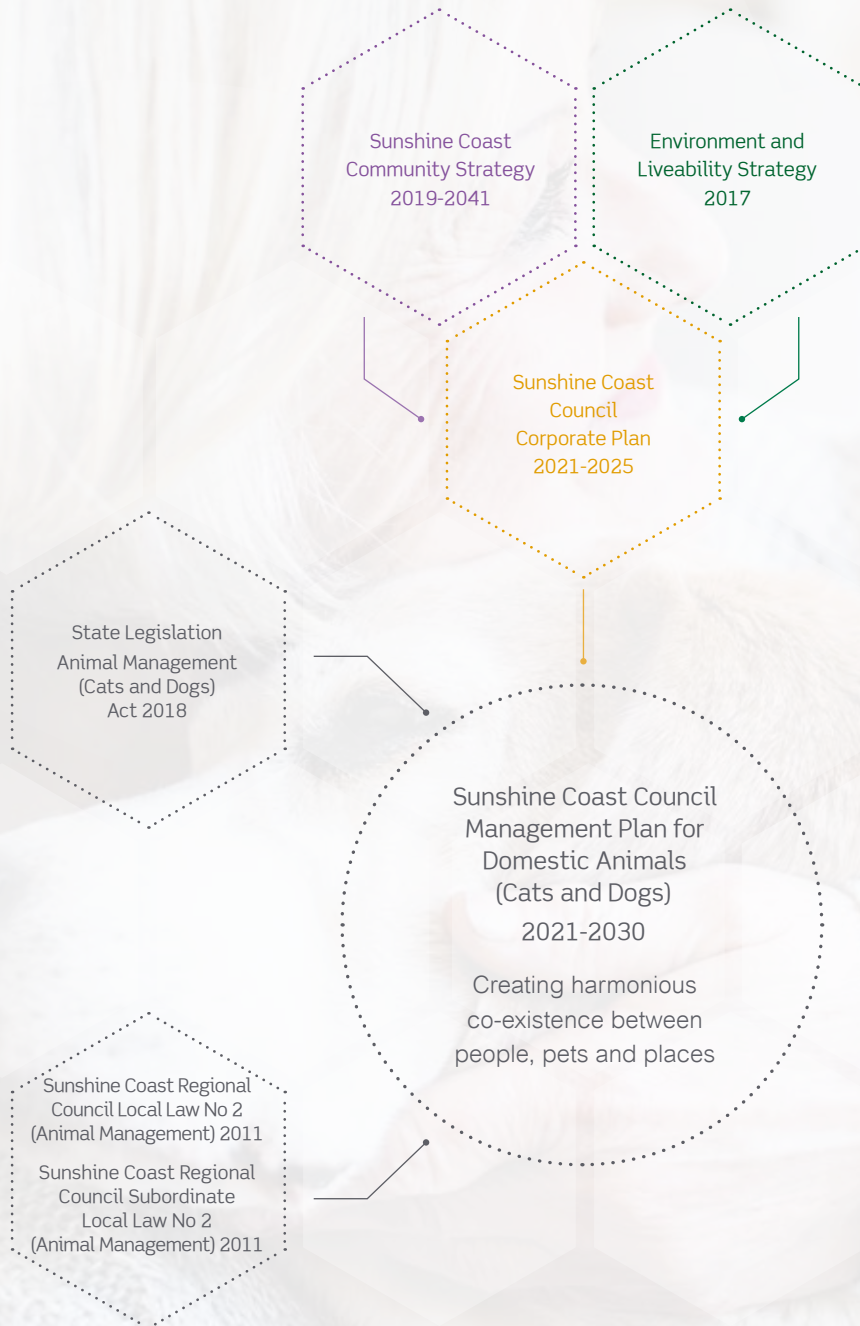 Sunshine Coast
Community Strategy
2019-2041
Environment and
Liveability Strategy
2017
Sunshine Coast
Council
Corporate Plan
2021-2025
State Legislation
Animal Management
(Cats and Dogs)
Act 2018
Sunshine Coast Council
Management Plan for
Domestic Animals
(Cats and Dogs)
2021-2030
Creating harmonious
co-existence between
people, pets and places
Sunshine Coast Regional
Council Local Law No 2
(Animal Management) 2011
Sunshine Coast Regional
Council Subordinate
Local Law No 2
(Animal Management) 2011